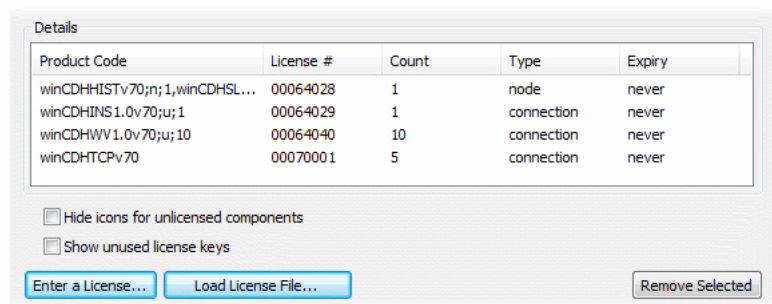 Details
Product Code License # Count Type Expiry
winCDHHISTv70;n;1,winCDHSL... 00064028 1 node never
winCDHINS1.0v70;u;1 00064029 1 connection never
winCDHWV1.0v70;u;10 00064040 10 connection never
winCDHTCPv70 00070001 5 connection never
Hide icons for unlicensed components
Show unused license keys
Enter a License... Load License File... Remove Selected